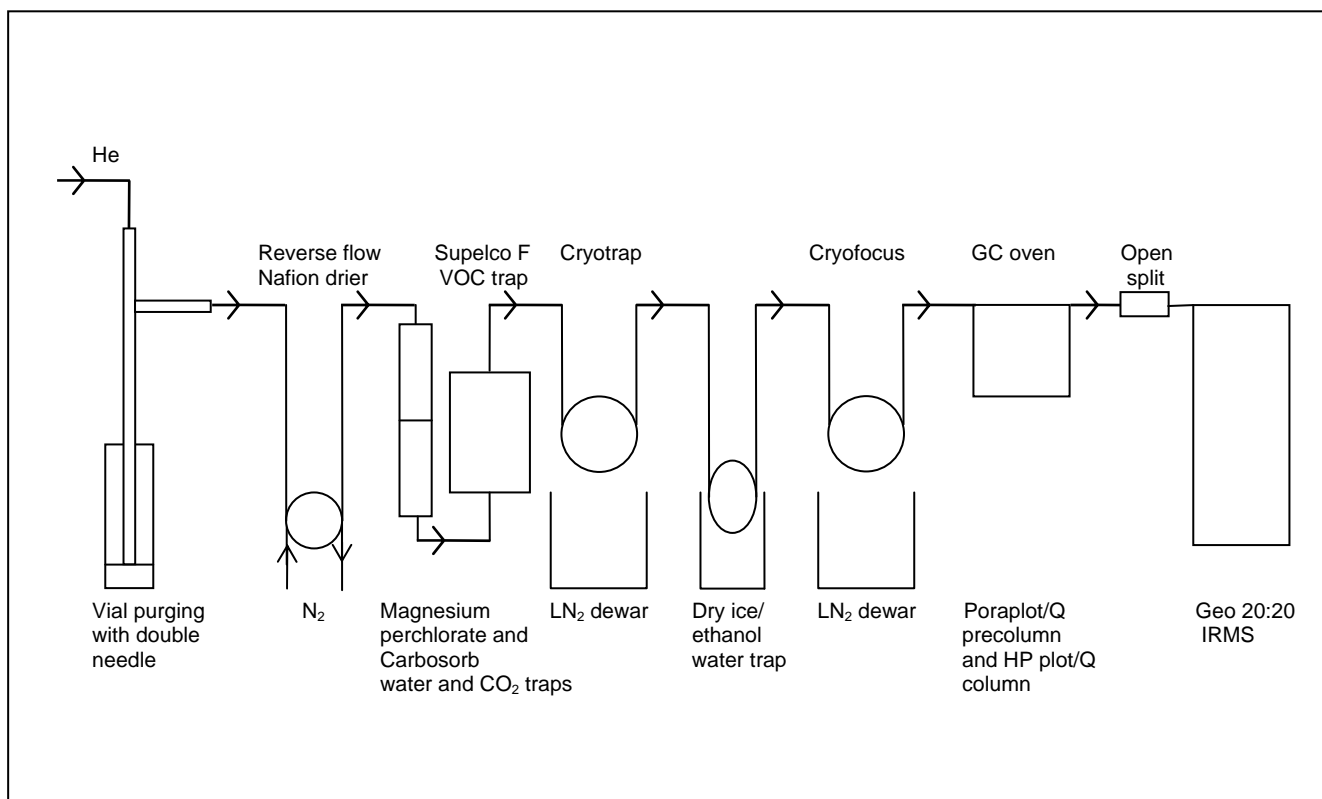 He
Reverse flow
Nafion drier
Supelco F
VOC trap
Cryotrap
Cryofocus
GC oven
Open
split
Vial purging
with double
needle
N₂
Magnesium
perchlorate and
Carbosorb
water and CO₂ traps
LN₂ dewar
Dry ice/
ethanol
water trap
LN₂ dewar
Poraplot/Q
precolumn
and HP plot/Q
column
Geo 20:20
IRMS